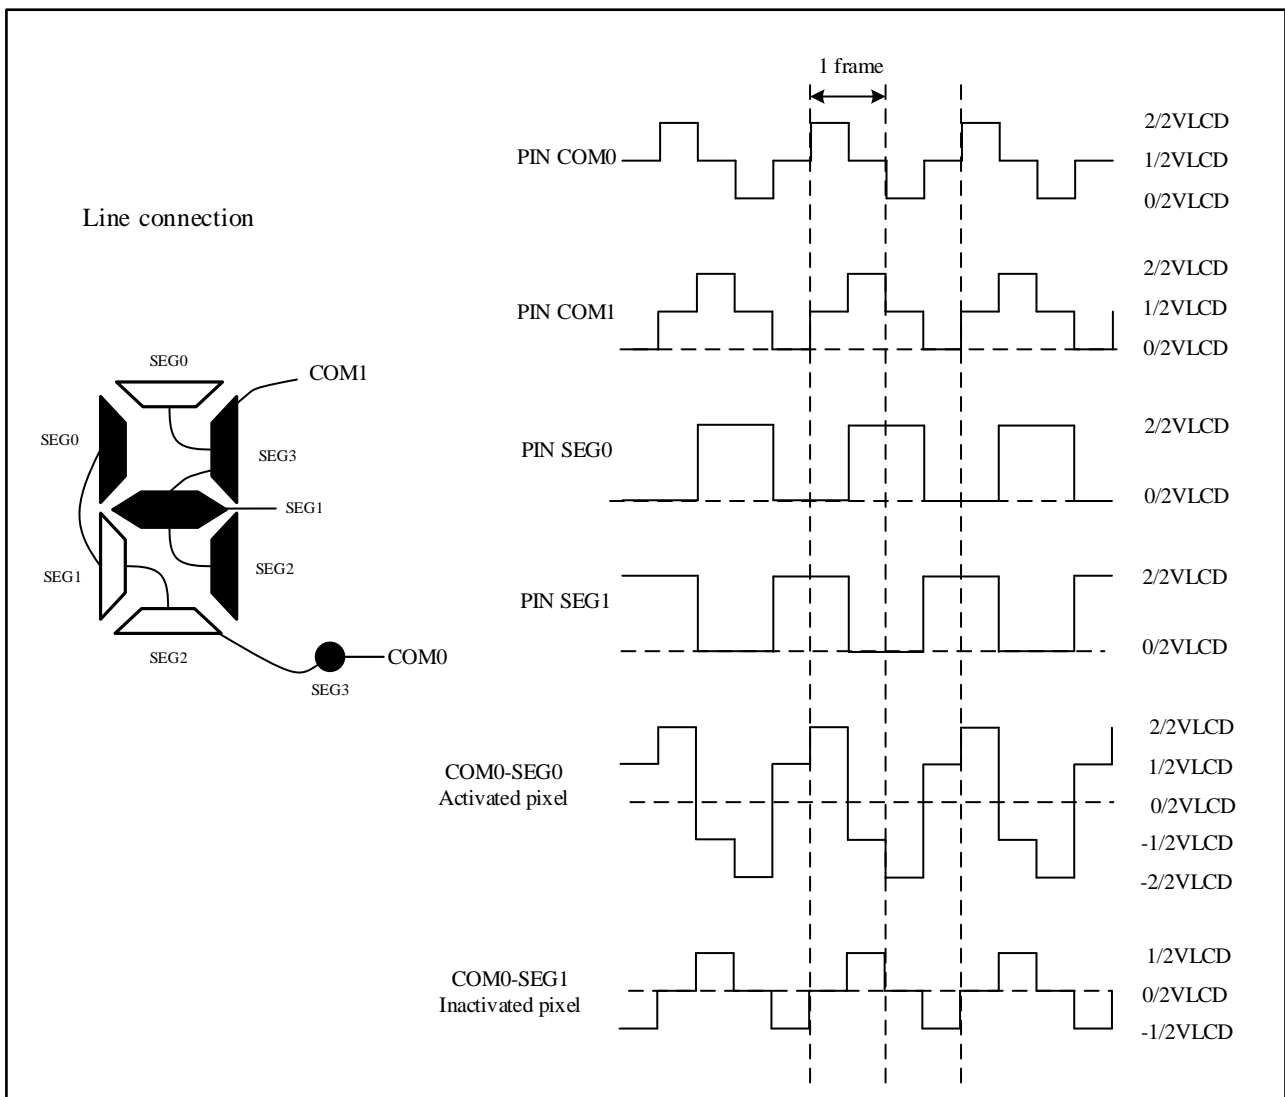 1 frame
PIN COM0
2/2VLCD
1/2VLCD
0/2VLCD
Line connection
PIN COM1
2/2VLCD
1/2VLCD
0/2VLCD
SEG0
COM1
SEG0
SEG3
SEG1
SEG1
SEG2
SEG2
COM0
SEG3
PIN SEG0
2/2VLCD
0/2VLCD
PIN SEG1
2/2VLCD
0/2VLCD
COM0-SEG0
Activated pixel
2/2VLCD
1/2VLCD
0/2VLCD
-1/2VLCD
-2/2VLCD
COM0-SEG1
Inactivated pixel
1/2VLCD
0/2VLCD
-1/2VLCD